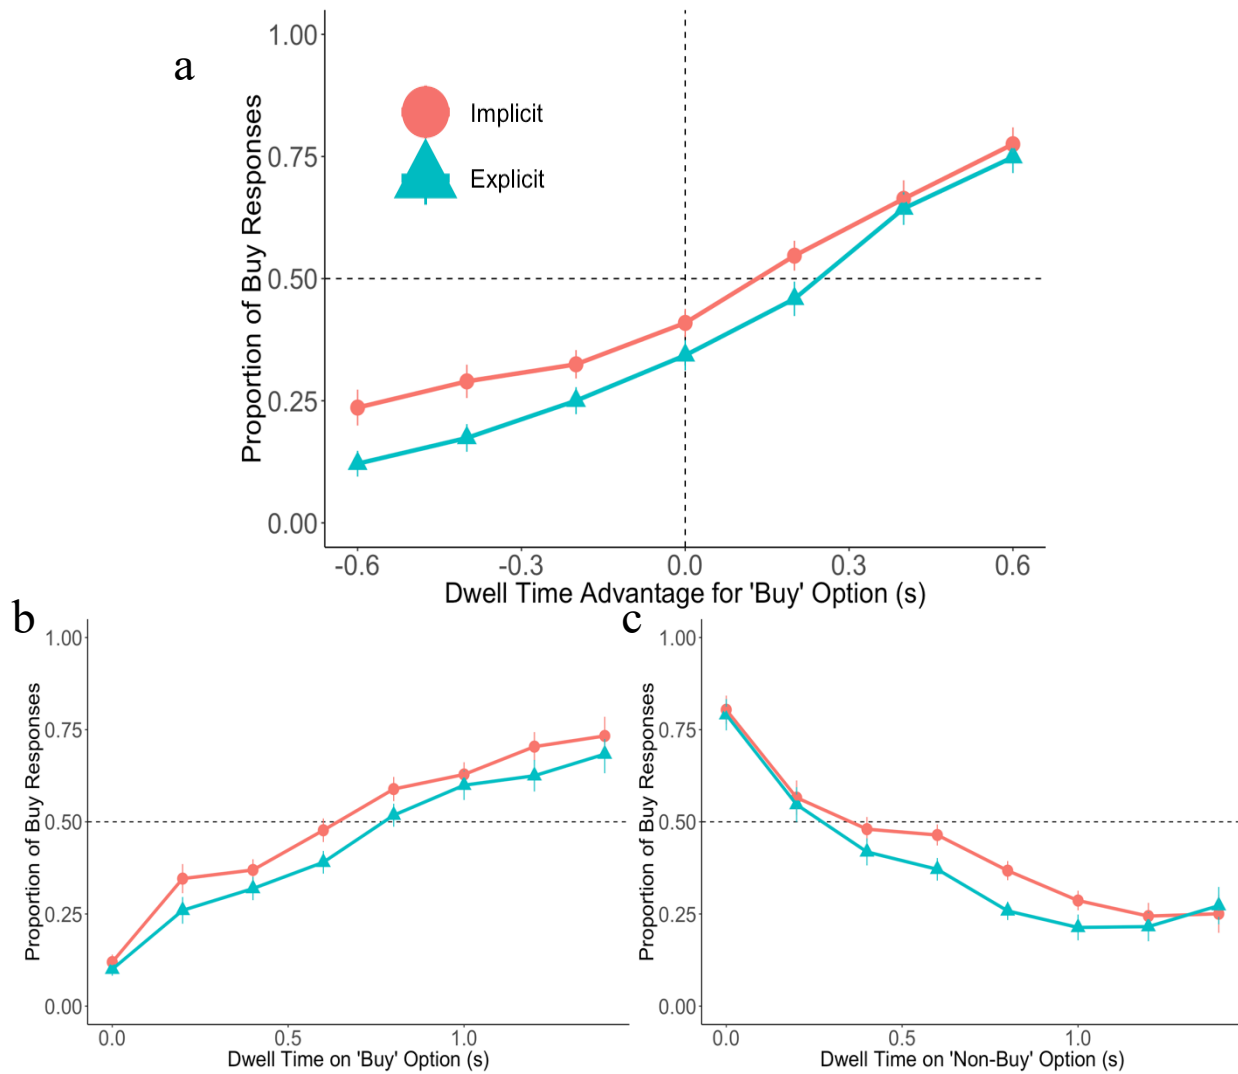 a
1.00
0.75
0.50
0.25
0.00
Proportion of Buy Responses
Implicit
Explicit
-0.6 -0.3 0.0 0.3 0.6
Dwell Time Advantage for 'Buy' Option (s)
b
1.00
0.75
0.50
0.25
0.00
Proportion of Buy Responses
0.0 0.5 1.0
Dwell Time on 'Buy' Option (s)
c
1.00
0.75
0.50
0.25
0.00
Proportion of Buy Responses
0.0 0.5 1.0
Dwell Time on 'Non-Buy' Option (s)